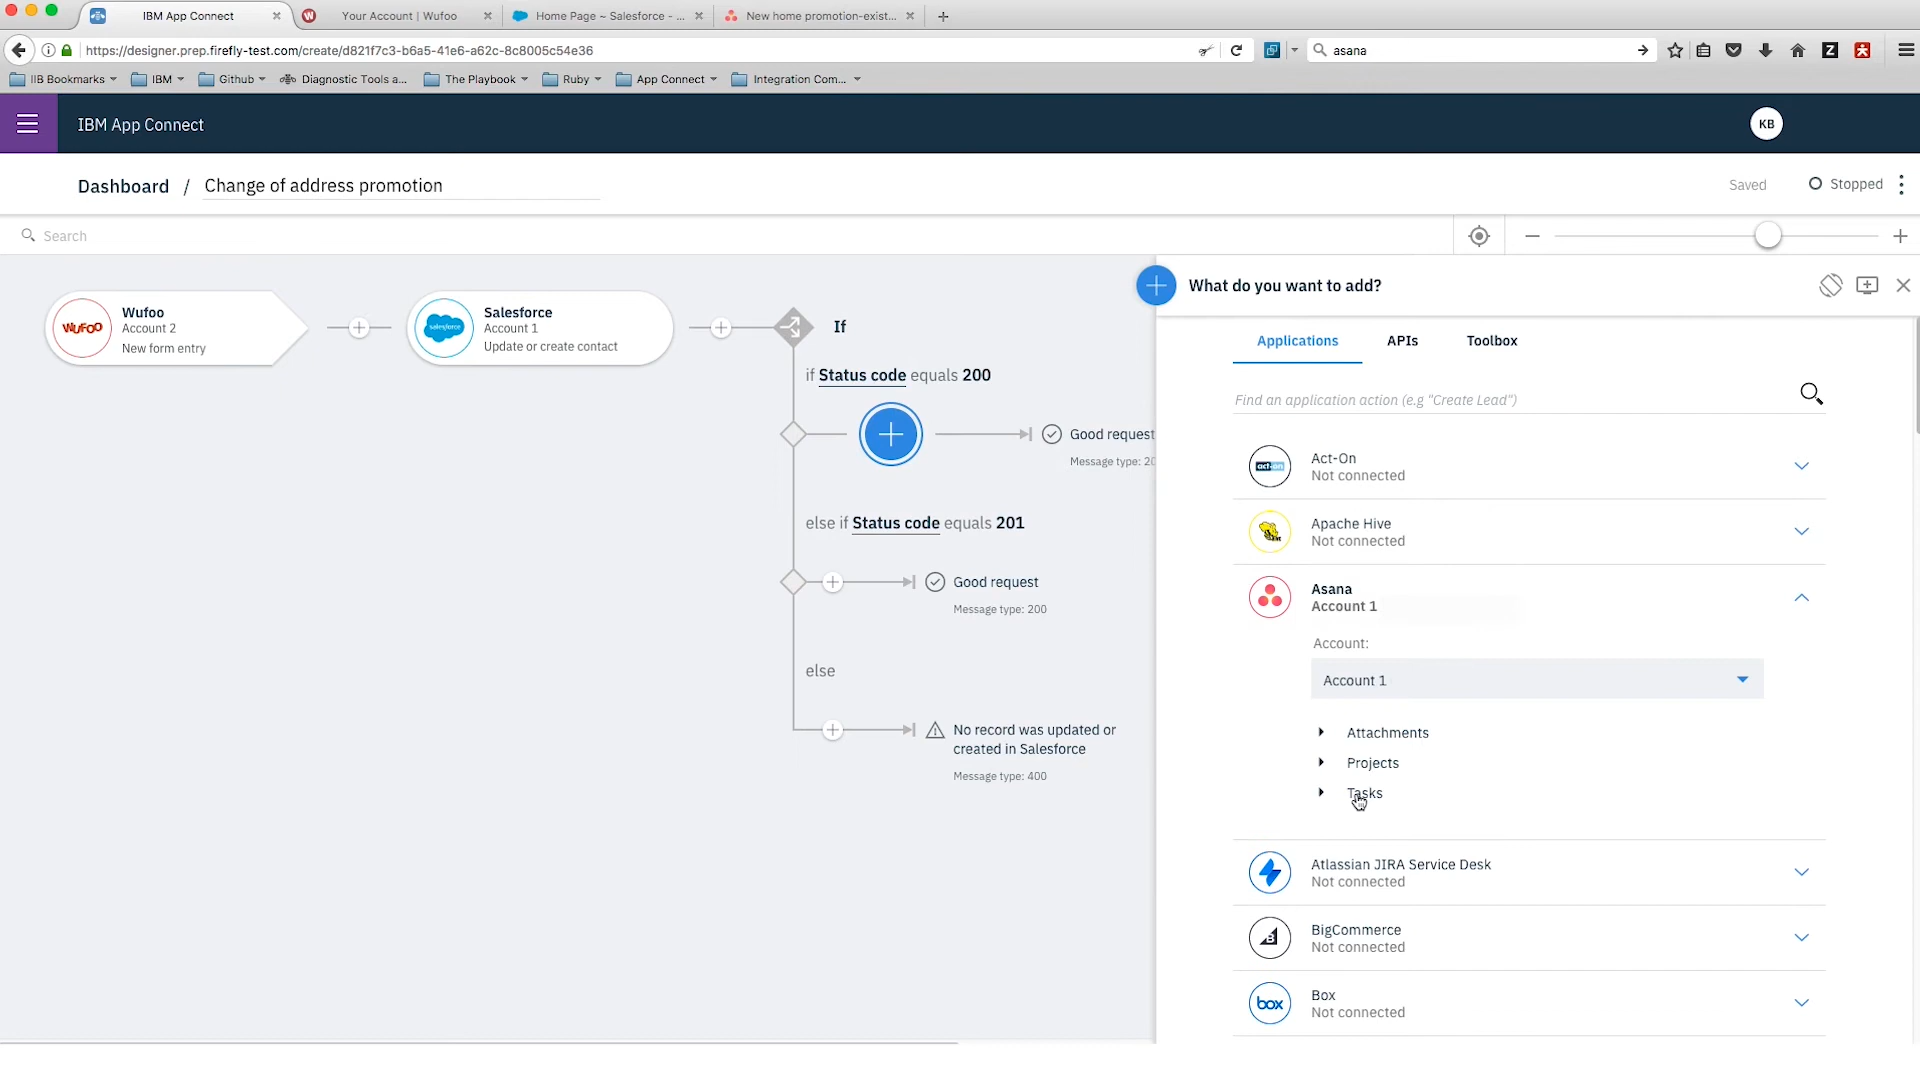 IBM App Connect
Your Account | Wufoo
Home Page ~ Salesforce - ...
New home promotion-exist...
https://designer.prep.firefly-test.com/create/d821f7c3-b6a5-41e6-a62c-8c8005c54e36
asana
IIB Bookmarks
IBM
Github
Diagnostic Tools a...
The Playbook
Ruby
App Connect
Integration Com...
IBM App Connect
KB
Dashboard / Change of address promotion
Saved
Stopped
Search
WUFOO
Wufoo
Account 2
New form entry
salesforce
Salesforce
Account 1
Update or create contact
If
if Status code equals 200
Good request
Message type: 20
else if Status code equals 201
Good request
Message type: 200
else
No record was updated or
created in Salesforce
Message type: 400
What do you want to add?
Applications
APIs
Toolbox
Find an application action (e.g "Create Lead")
act-on
Act-On
Not connected
Apache Hive
Not connected
Asana
Account 1
Account:
Account 1
Attachments
Projects
Tasks
Atlassian JIRA Service Desk
Not connected
BigCommerce
Not connected
box
Box
Not connected